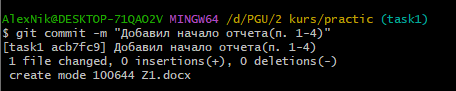 AlexNik@DESKTOP-71QAO2V MINGW64 /d/PGU/2 kurs/practic (task1)
$ git commit -m "Добавил начало отчета(п. 1-4)"
[task1 acb7fc9] Добавил начало отчета(п. 1-4)
1 file changed, 0 insertions(+), 0 deletions(-)
create mode 100644 Z1.docx